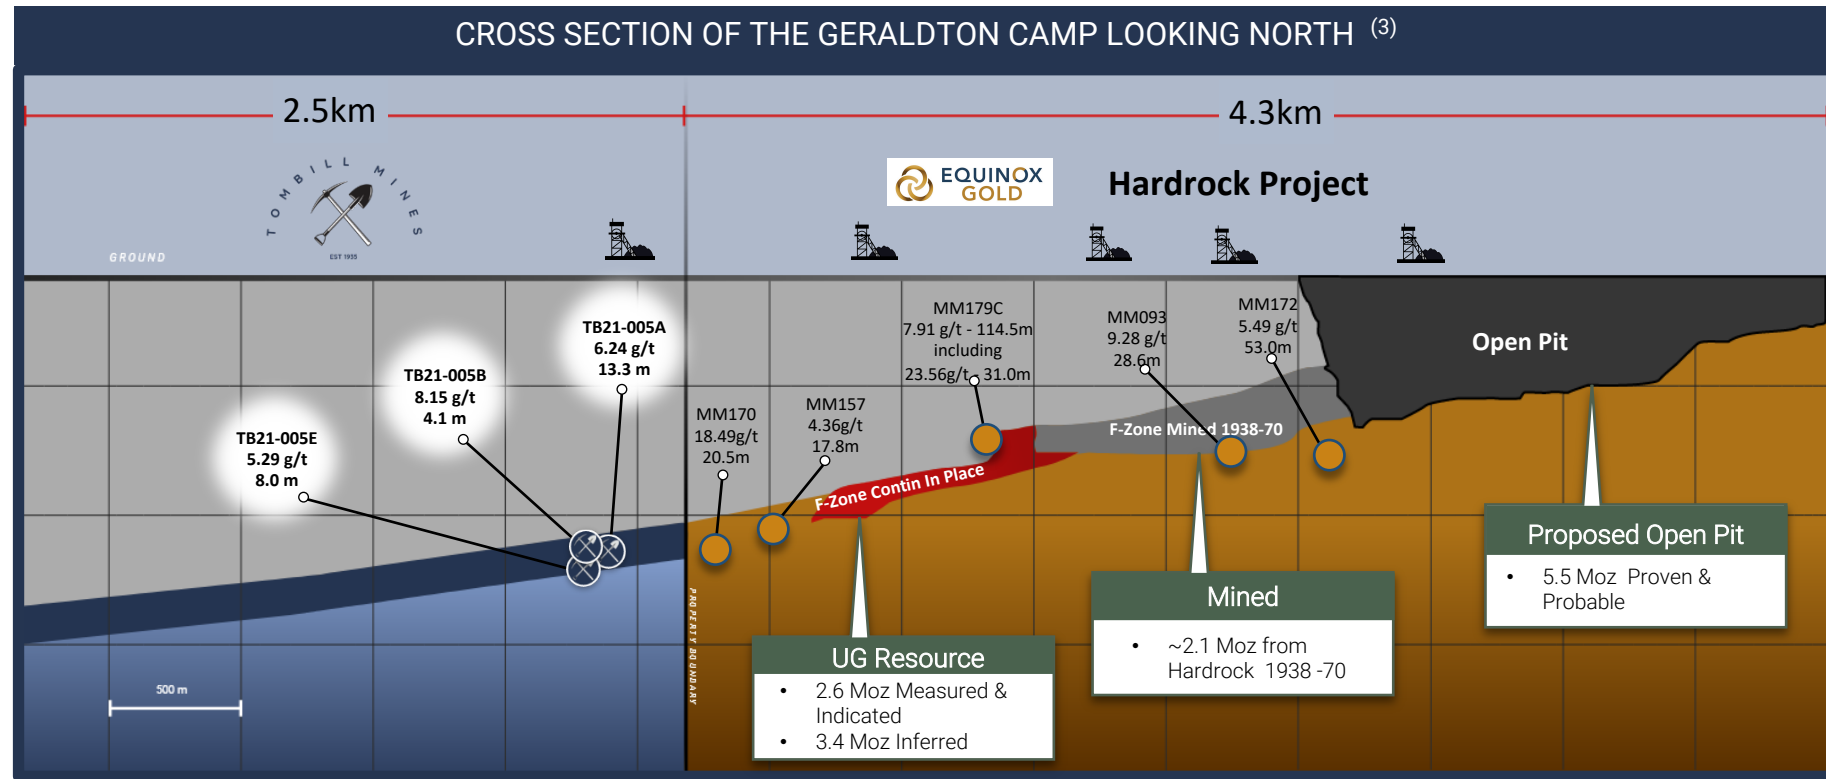 CROSS SECTION OF THE GERALDTON CAMP LOOKING NORTH (3)
2.5km
4.3km
TOMBILL MINES
EST 1935
EQUINOX
GOLD
Hardrock Project
GROUND
TB21-005A
6.24 g/t
13.3 m
TB21-005B
8.15 g/t
4.1 m
TB21-005E
5.29 g/t
8.0 m
MM170
18.49g/t
20.5m
MM157
4.36g/t
17.8m
MM179C
7.91 g/t - 114.5m
including
23.56g/t - 31.0m
MM093
9.28 g/t
28.6m
MM172
5.49 g/t
53.0m
Open Pit
F-Zone Mined 1938-70
F-Zone Contin In Place
PROPERTY BOUNDARY
500 m
UG Resource
• 2.6 Moz Measured &
Indicated
• 3.4 Moz Inferred
Mined
• ~2.1 Moz from
Hardrock 1938 -70
Proposed Open Pit
• 5.5 Moz Proven &
Probable